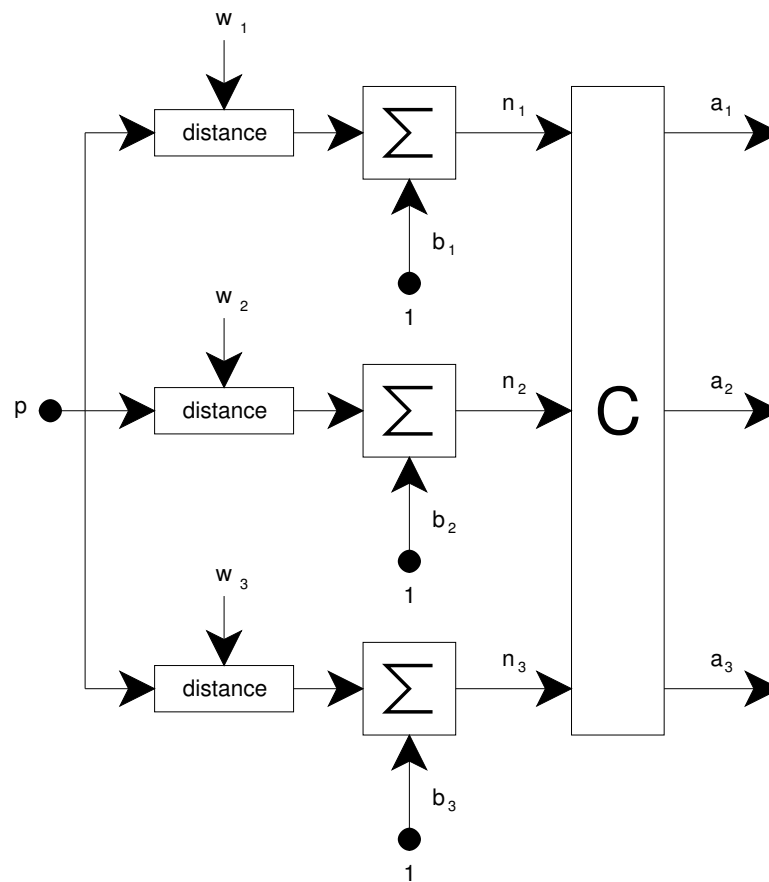 w 1
distance
Σ
n 1
a 1
b 1
1
w 2
p
distance
Σ
n 2
C
a 2
b 2
1
w 3
distance
Σ
n 3
a 3
b 3
1